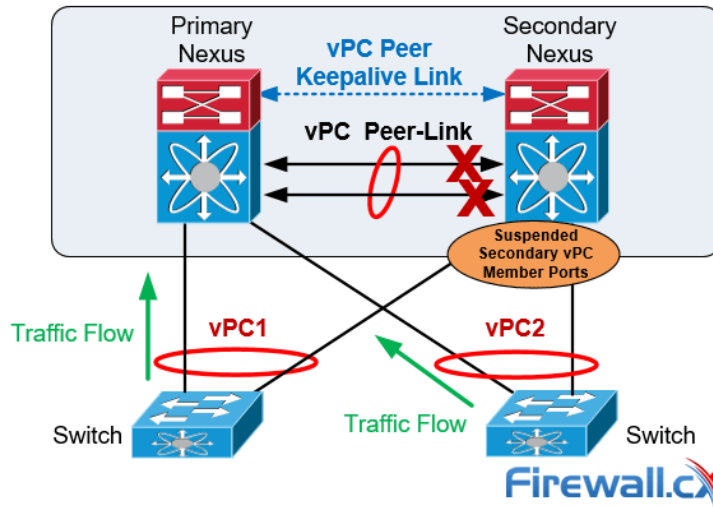 Primary
Nexus
Secondary
Nexus
vPC Peer
Keepalive Link
vPC Peer-Link
X
X
Suspended
Secondary vPC
Member Ports
Traffic Flow
vPC1
vPC2
Traffic Flow
Switch
Switch
Firewall.cx